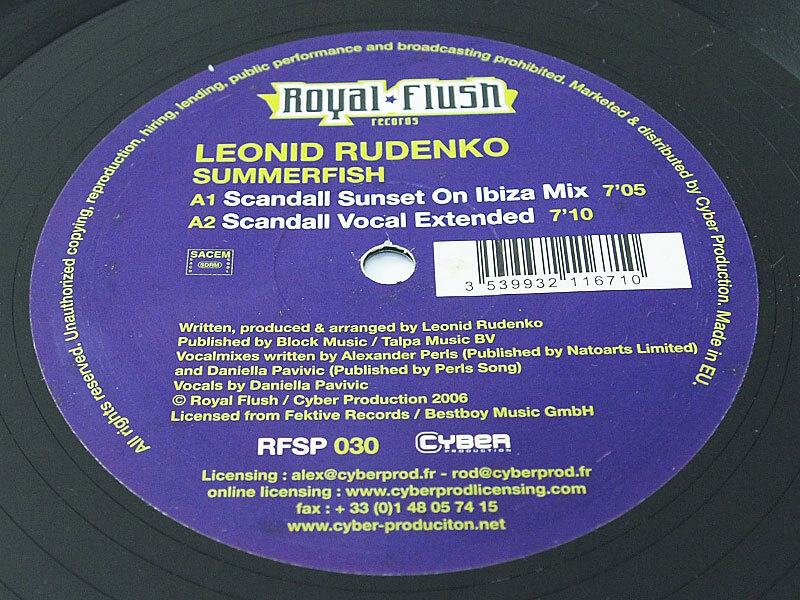 All rights reserved. Unauthorized copying, reproduction, hiring, lending, public performance and broadcasting prohibited. Marketed & distributed by Cyber Production. Made in EU.
Royal Flush
records
LEONID RUDENKO
SUMMERFISH
A1 Scandall Sunset On Ibiza Mix 7'05
A2 Scandall Vocal Extended 7'10
SACEM
SDRM
3 539932 116710
Written, produced & arranged by Leonid Rudenko
Published by Block Music / Talpa Music BV
Vocalmixes written by Alexander Perls (Published by Natoarts Limited)
and Daniella Pavivic (Published by Perls Song)
Vocals by Daniella Pavivic
© Royal Flush / Cyber Production 2006
Licensed from Fektive Records / Bestboy Music GmbH
RFSP 030 CYBER
PRODUCTION
Licensing : alex@cyberprod.fr - rod@cyberprod.fr
online licensing : www.cyberprodlicensing.com
fax : + 33 (0)1 48 05 74 15
www.cyber-produciton.net